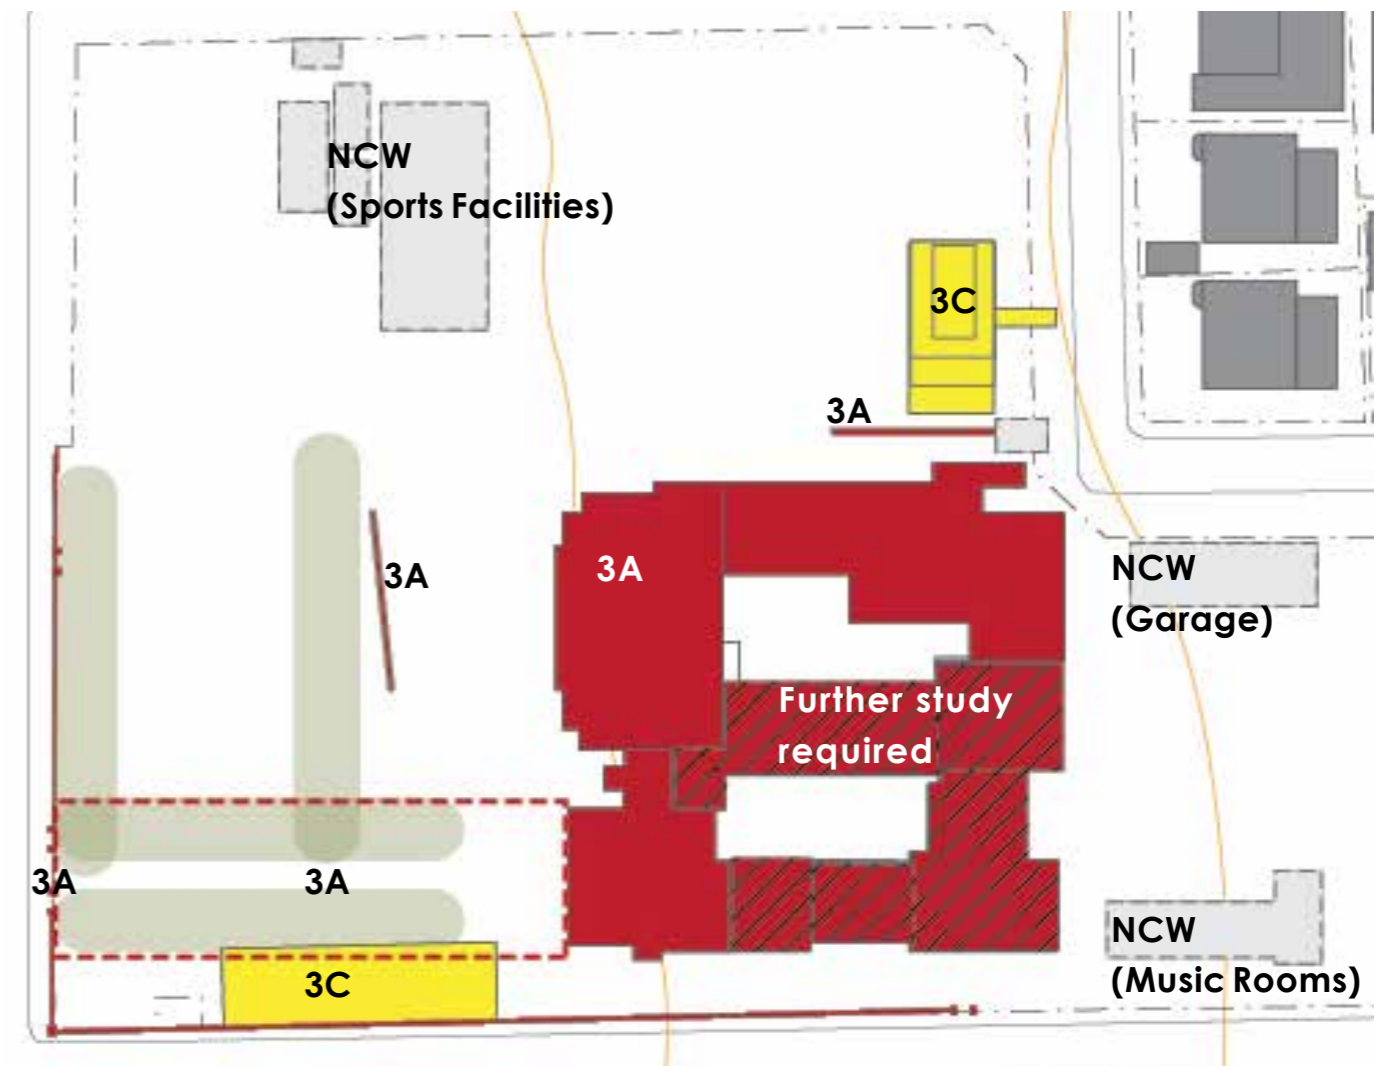 NCW
(Sports Facilities)
3C
3A
3A
3A
NCW
(Garage)
Further study
required
3A
3A
NCW
(Music Rooms)
3C